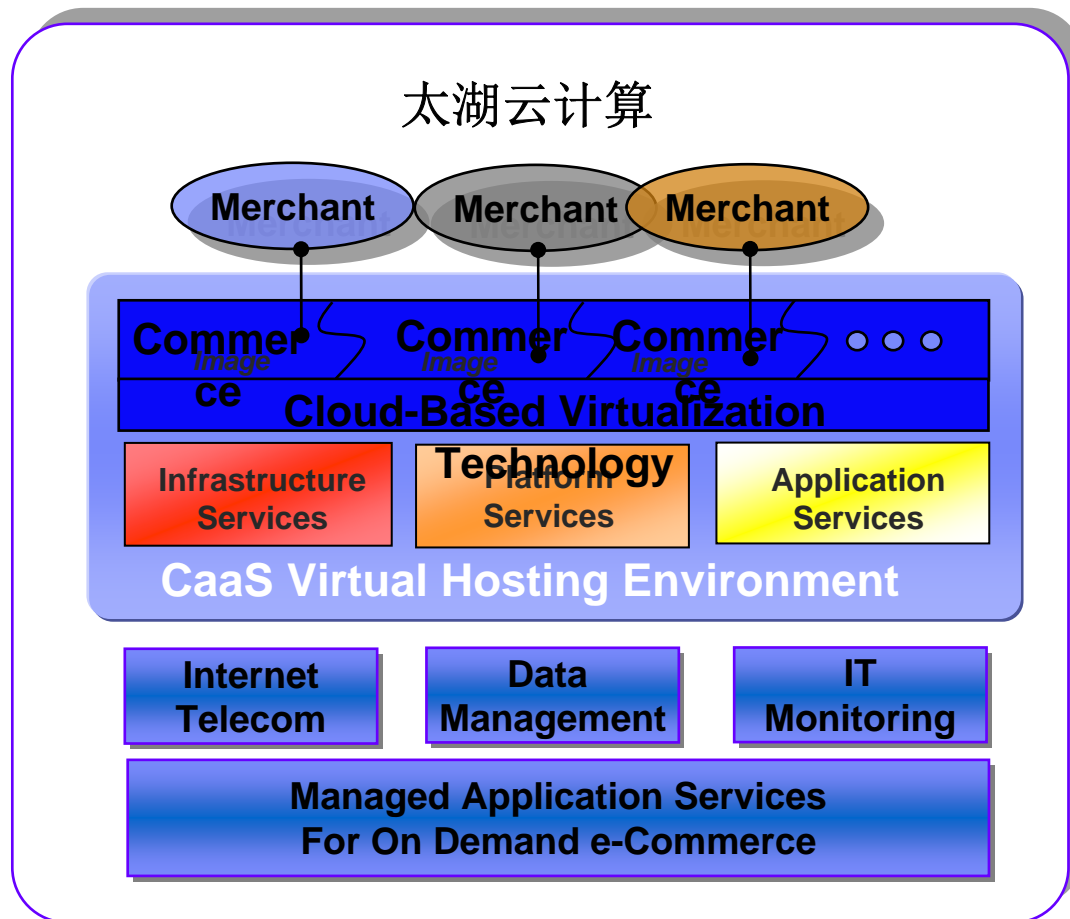 太湖云计算
Merchant Merchant Merchant
Commer Commer Commer
Image Image Image
ce ce ce
Cloud-Based Virtualization
Technology
Infrastructure Platform Application
Services Services Services
CaaS Virtual Hosting Environment
Internet Data IT
Telecom Management Monitoring
Managed Application Services
For On Demand e-Commerce